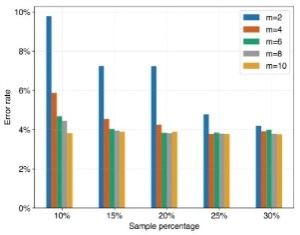 10%
8%
6%
4%
2%
0%
Error rate
m=2
m=4
m=6
m=8
m=10
10%
15%
20%
25%
30%
Sample percentage